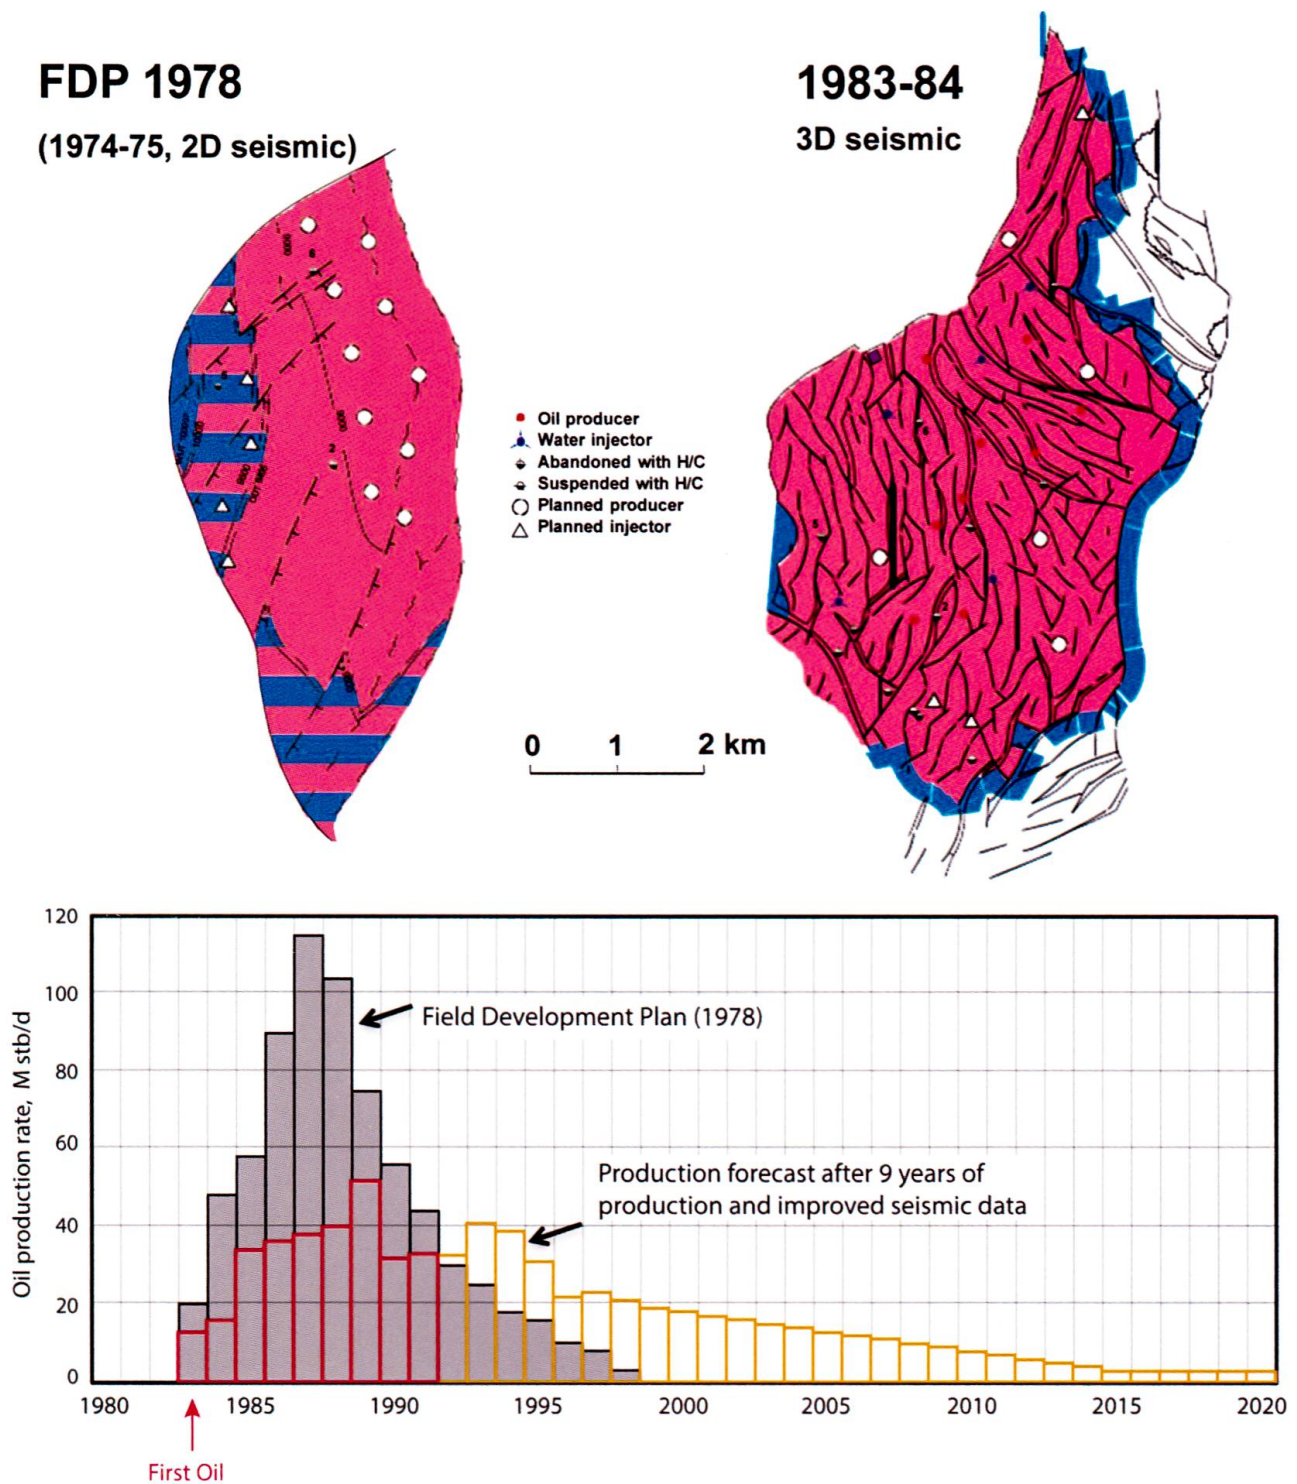 FDP 1978
(1974-75, 2D seismic)
1983-84
3D seismic
Oil producer
Water injector
Abandoned with H/C
Suspended with H/C
Planned producer
Planned injector
0 1 2 km
Oil production rate, M stb/d
120
100
80
60
40
20
0
Field Development Plan (1978)
Production forecast after 9 years of
production and improved seismic data
1980 1985 1990 1995 2000 2005 2010 2015 2020
First Oil